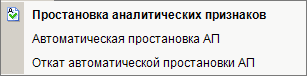 Простановка аналитических признаков
Автоматическая простановка АП
Откат автоматической простановки АП